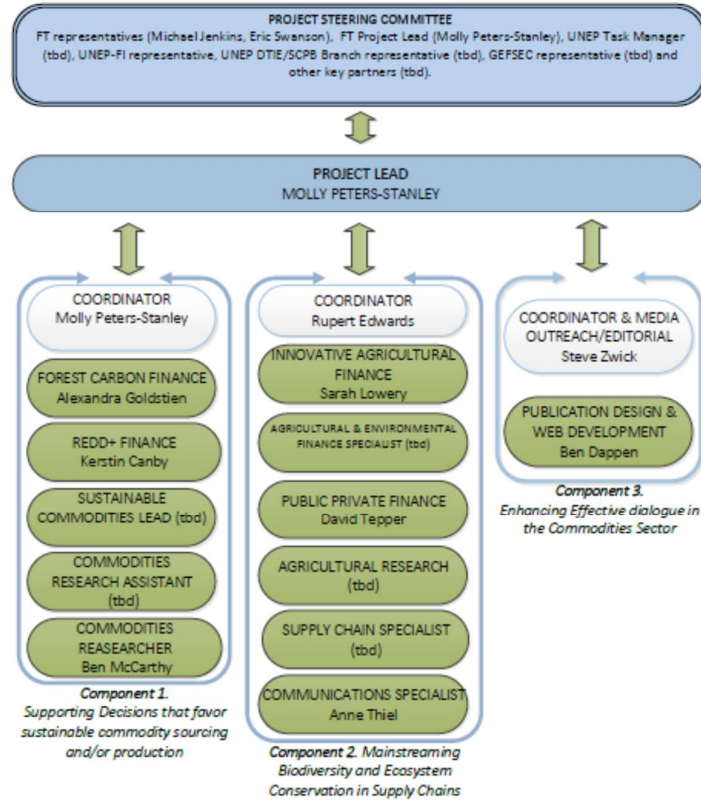 PROJECT STEERING COMMITTEE
FT representatives (Michael Jenkins, Eric Swanson), FT Project Lead (Molly Peters-Stanley), UNEP Task Manager
(tbd), UNEP-FI representative, UNEP DTIE/SCPB Branch representative (tbd), GEFSEC representative (tbd) and
other key partners (tbd).
PROJECT LEAD
MOLLY PETERS-STANLEY
COORDINATOR
Molly Peters-Stanley
FOREST CARBON FINANCE
Alexandra Goldstien
REDD+ FINANCE
Kerstin Canby
SUSTAINABLE
COMMODITIES LEAD (tbd)
COMMODITIES
RESEARCH ASSISTANT
(tbd)
COMMODITIES
REASEARCHER
Ben McCarthy
Component 1.
Supporting Decisions that favor
sustainable commodity sourcing
and/or production
COORDINATOR
Rupert Edwards
INNOVATIVE AGRICULTURAL
FINANCE
Sarah Lowery
AGRICULTURAL & ENVIRONMENTAL
FINANCE SPECIALIST (tbd)
PUBLIC PRIVATE FINANCE
David Tepper
AGRICULTURAL RESEARCH
(tbd)
SUPPLY CHAIN SPECIALIST
(tbd)
COMMUNICATIONS SPECIALIST
Anne Thiel
Component 2. Mainstreaming
Biodiversity and Ecosystem
Conservation in Supply Chains
COORDINATOR & MEDIA
OUTREACH/EDITORIAL
Steve Zwick
PUBLICATION DESIGN &
WEB DEVELOPMENT
Ben Dappen
Component 3.
Enhancing Effective dialogue in
the Commodities Sector